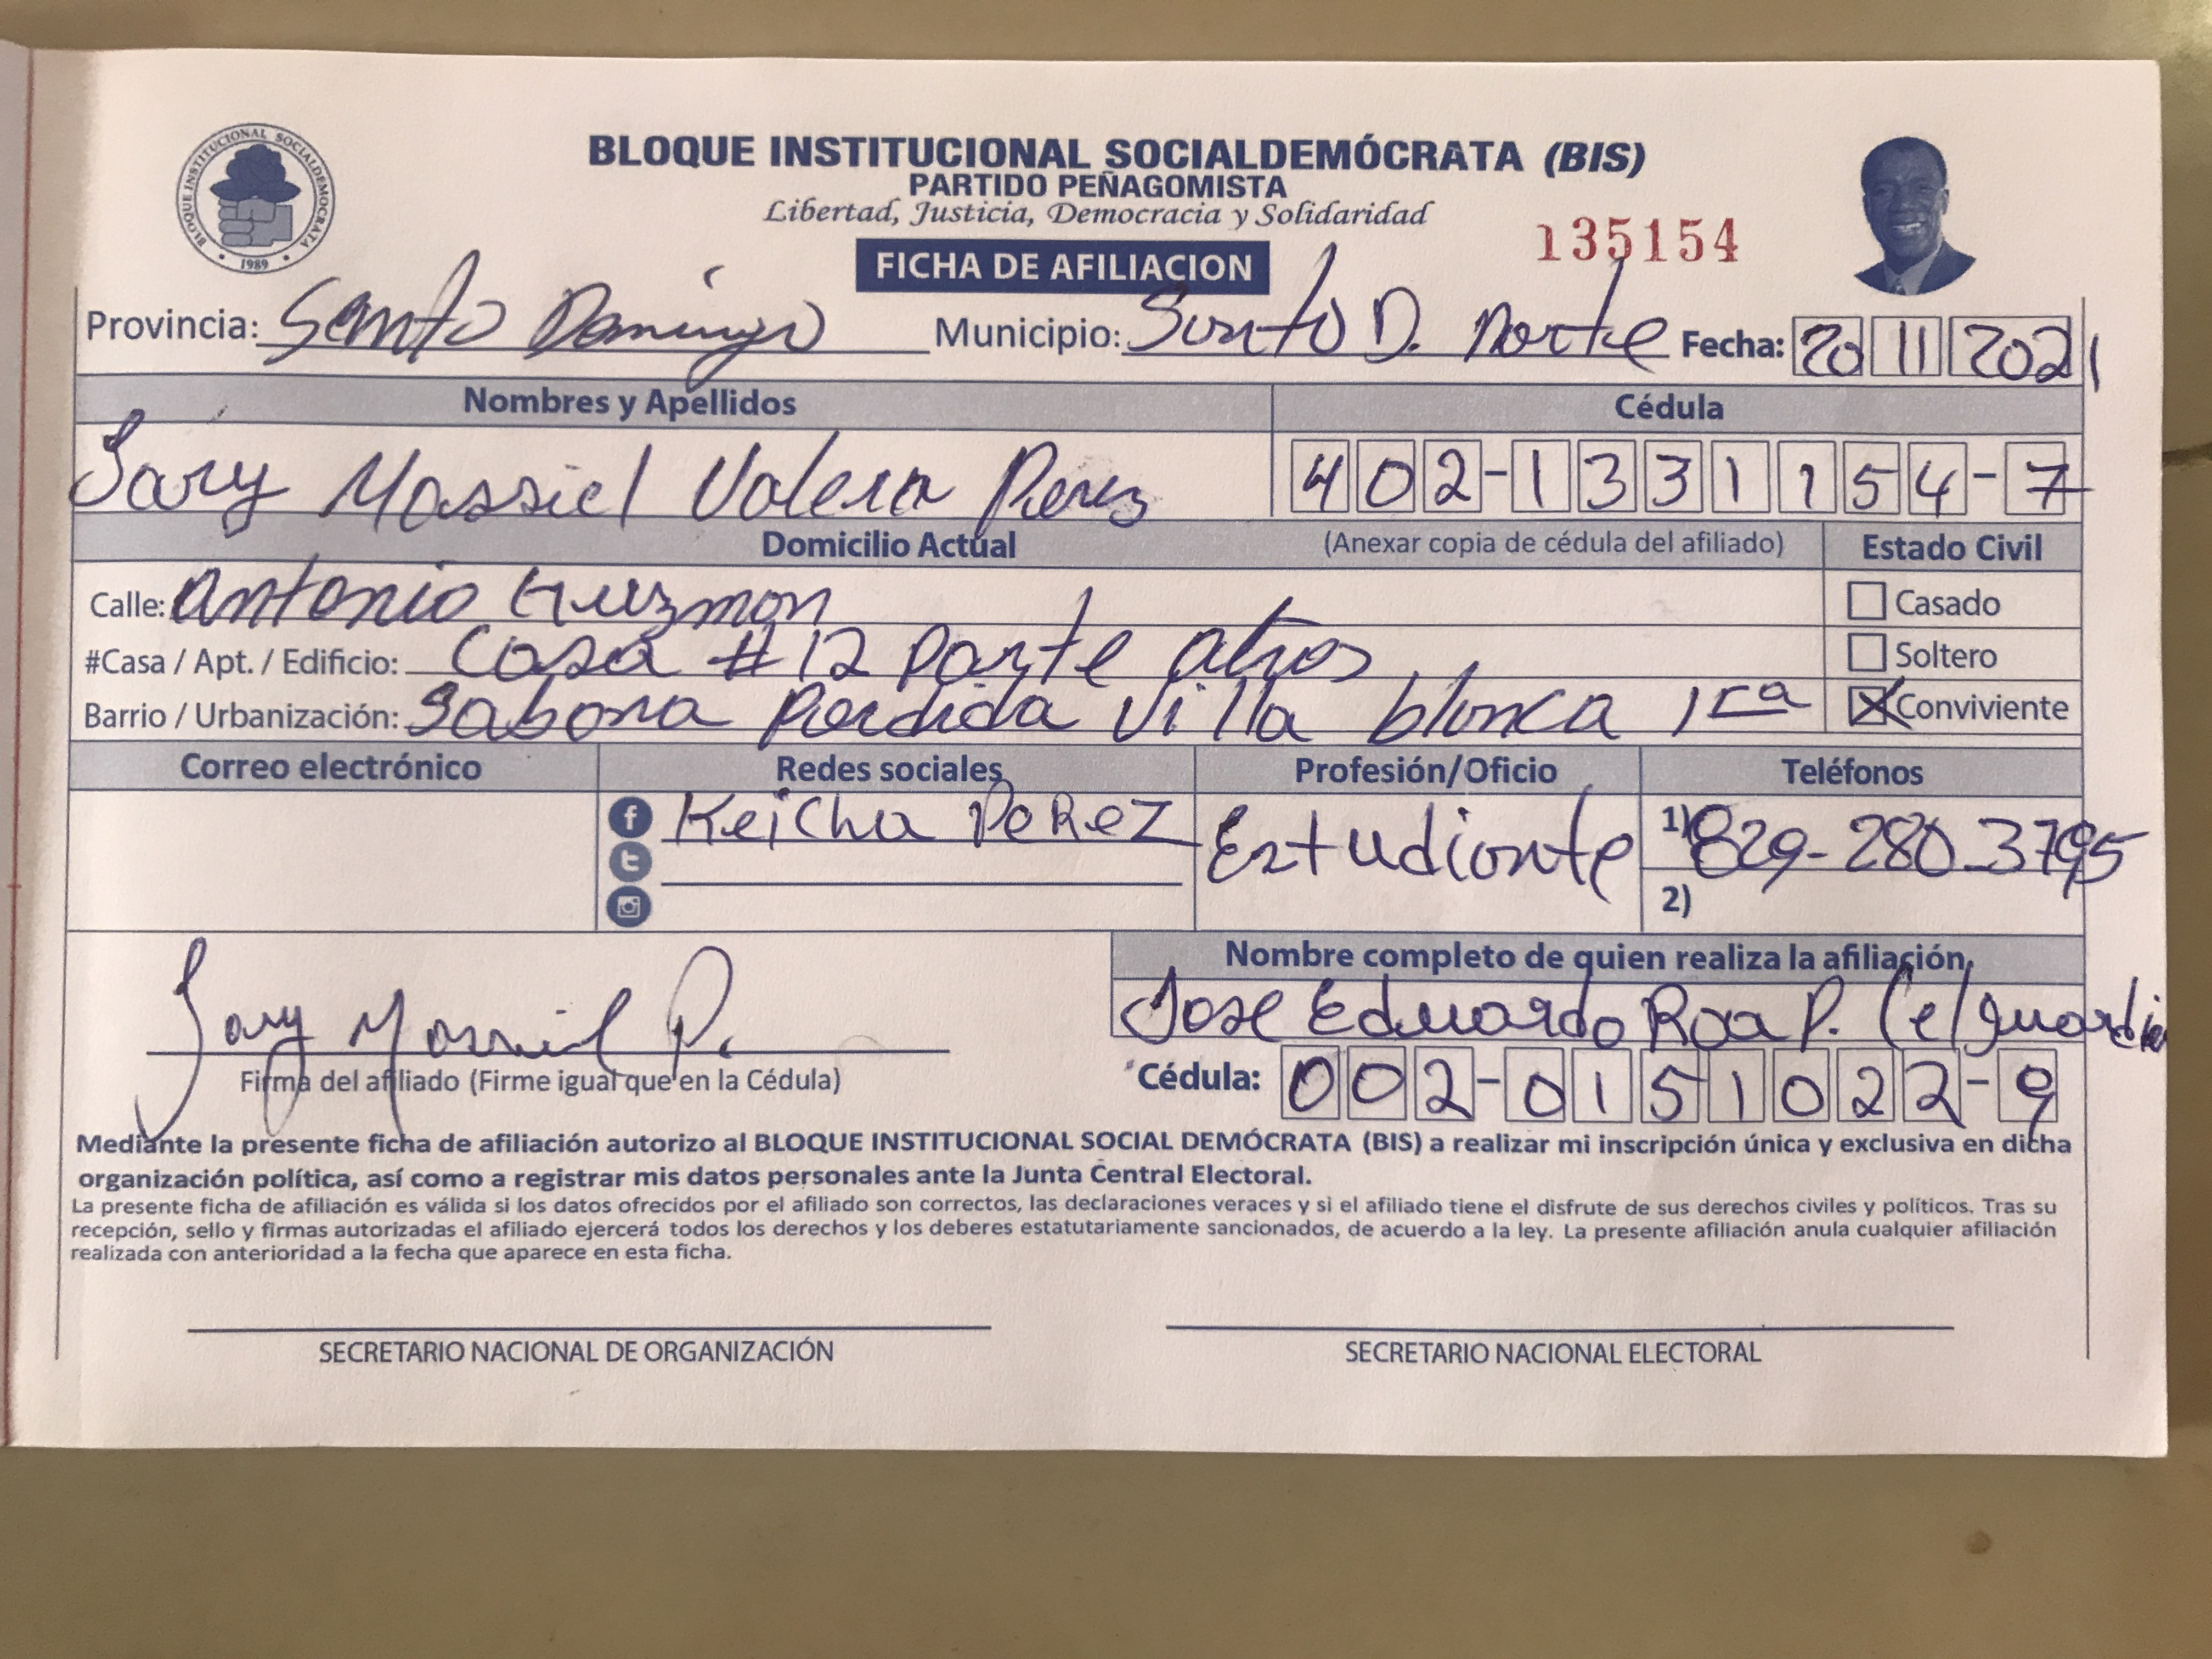 BLOQUE INSTITUCIONAL SOCIALDEMOCRATA
1989
BLOQUE INSTITUCIONAL SOCIALDEMÓCRATA (BIS)
PARTIDO PEÑAGOMISTA
Libertad, Justicia, Democracia y Solidaridad
135154
FICHA DE AFILIACION
Provincia: Santo Domingo Municipio: Santo D. Norte Fecha: 20 11 2021
Nombres y Apellidos Cédula
Sary Massiel Valera Perez 402-1331154-7
Domicilio Actual (Anexar copia de cédula del afiliado) Estado Civil
Calle: Antonio Guzman Casado
#Casa / Apt. / Edificio: Casa #12 parte atras Soltero
Barrio / Urbanización: Sabana Perdida Villa blanca 1ra Conviviente
Correo electrónico Redes sociales Profesión/Oficio Teléfonos
Keicha PeRez Estudiante 1) 829-280-3795
2)
Nombre completo de quien realiza la afiliación
Sary Massiel P. Jose Eduardo Roa P. (el guardia
Firma del afiliado (Firme igual que en la Cédula) Cédula: 002-0151022-9
Mediante la presente ficha de afiliación autorizo al BLOQUE INSTITUCIONAL SOCIAL DEMÓCRATA (BIS) a realizar mi inscripción única y exclusiva en dicha
organización política, así como a registrar mis datos personales ante la Junta Central Electoral.
La presente ficha de afiliación es válida si los datos ofrecidos por el afiliado son correctos, las declaraciones veraces y si el afiliado tiene el disfrute de sus derechos civiles y políticos. Tras su
recepción, sello y firmas autorizadas el afiliado ejercerá todos los derechos y los deberes estatutariamente sancionados, de acuerdo a la ley. La presente afiliación anula cualquier afiliación
realizada con anterioridad a la fecha que aparece en esta ficha.
SECRETARIO NACIONAL DE ORGANIZACIÓN SECRETARIO NACIONAL ELECTORAL